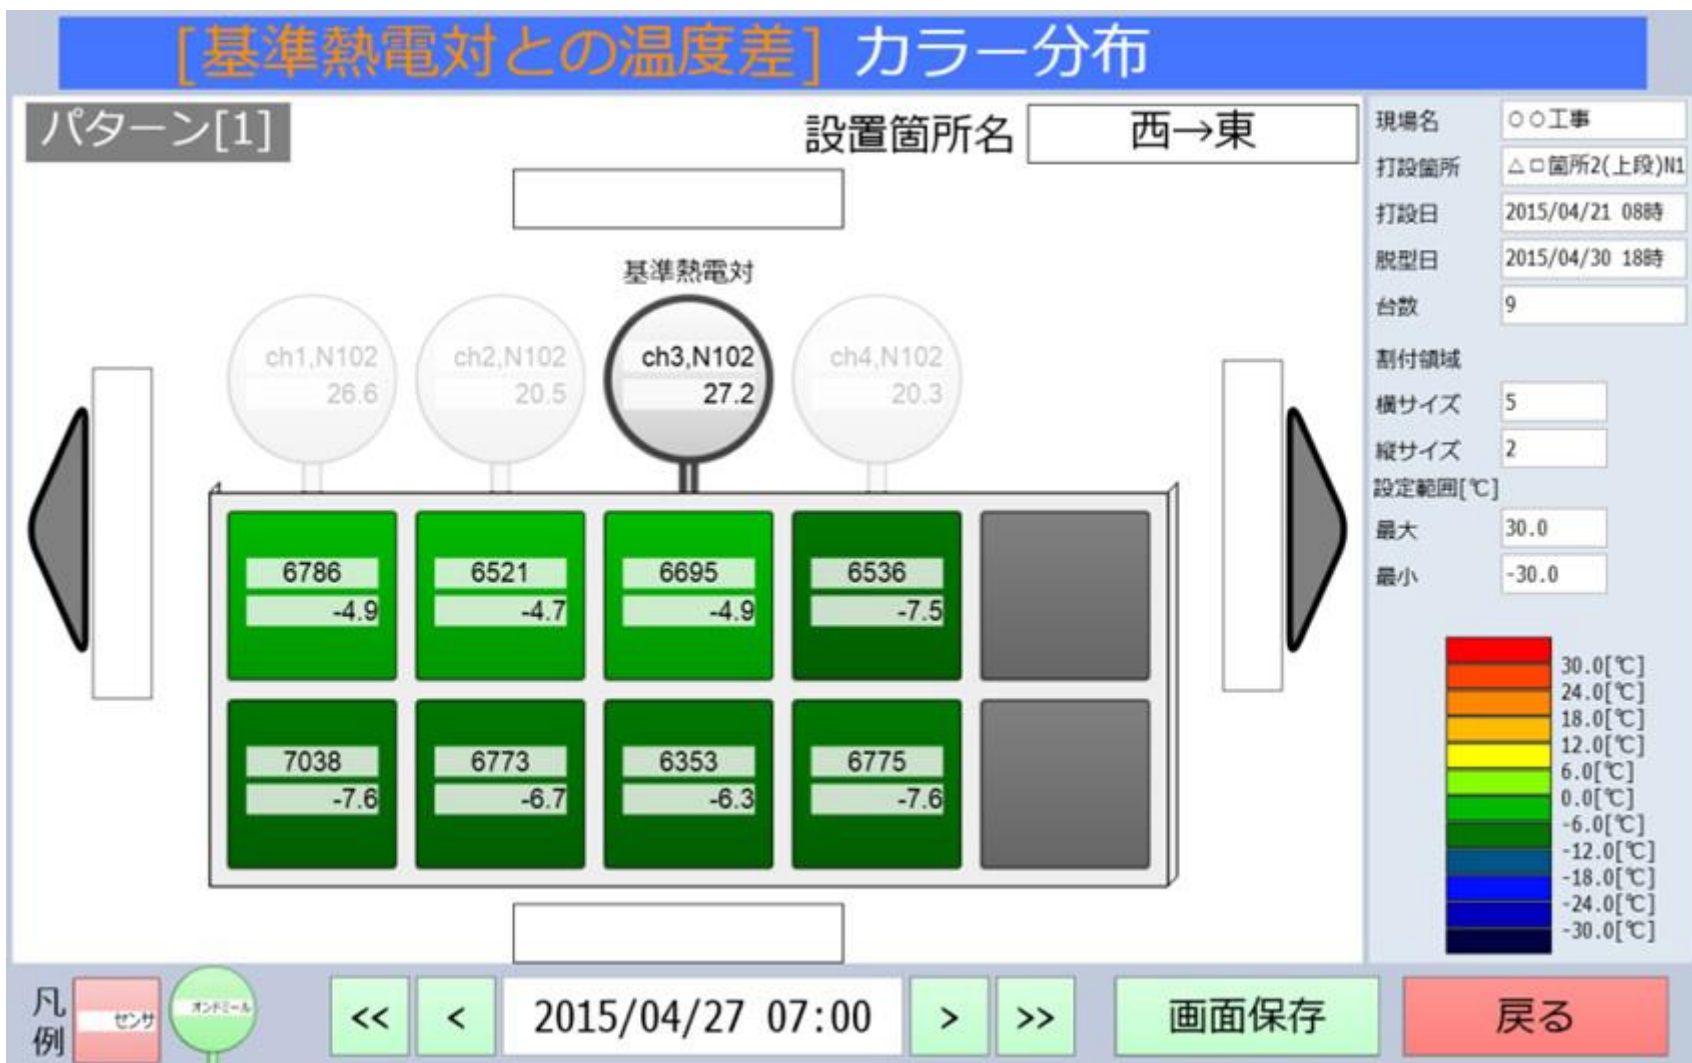 [基準熱電対との温度差] カラー分布
パターン[1]
設置箇所名 西→東
基準熱電対
ch1,N102 ch2,N102 ch3,N102 ch4,N102
26.6 20.5 27.2 20.3
6786 6521 6695 6536
-4.9 -4.7 -4.9 -7.5
7038 6773 6353 6775
-7.6 -6.7 -6.3 -7.6
現場名 ○○工事
打設箇所 △□箇所2(上段)N1
打設日 2015/04/21 08時
脱型日 2015/04/30 18時
台数 9
割付領域
横サイズ 5
縦サイズ 2
設定範囲[℃]
最大 30.0
最小 -30.0
30.0[℃]
24.0[℃]
18.0[℃]
12.0[℃]
6.0[℃]
0.0[℃]
-6.0[℃]
-12.0[℃]
-18.0[℃]
-24.0[℃]
-30.0[℃]
凡例 センサ オンドミール
<< < 2015/04/27 07:00 > >> 画面保存 戻る